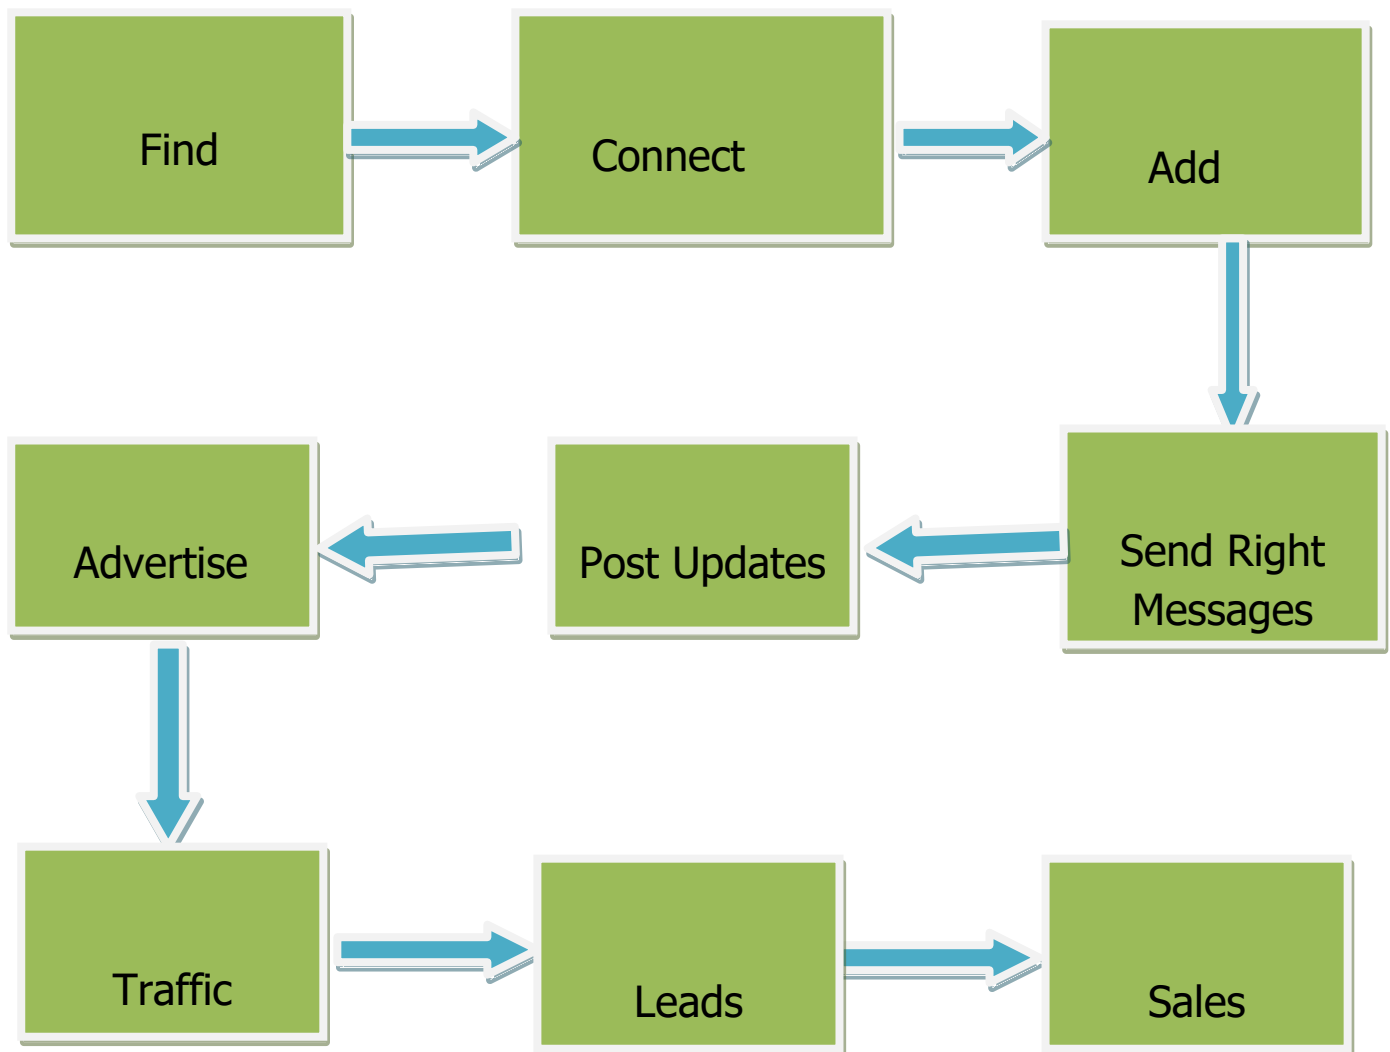 Find
Connect
Add
Send Right
Messages
Post Updates
Advertise
Traffic
Leads
Sales